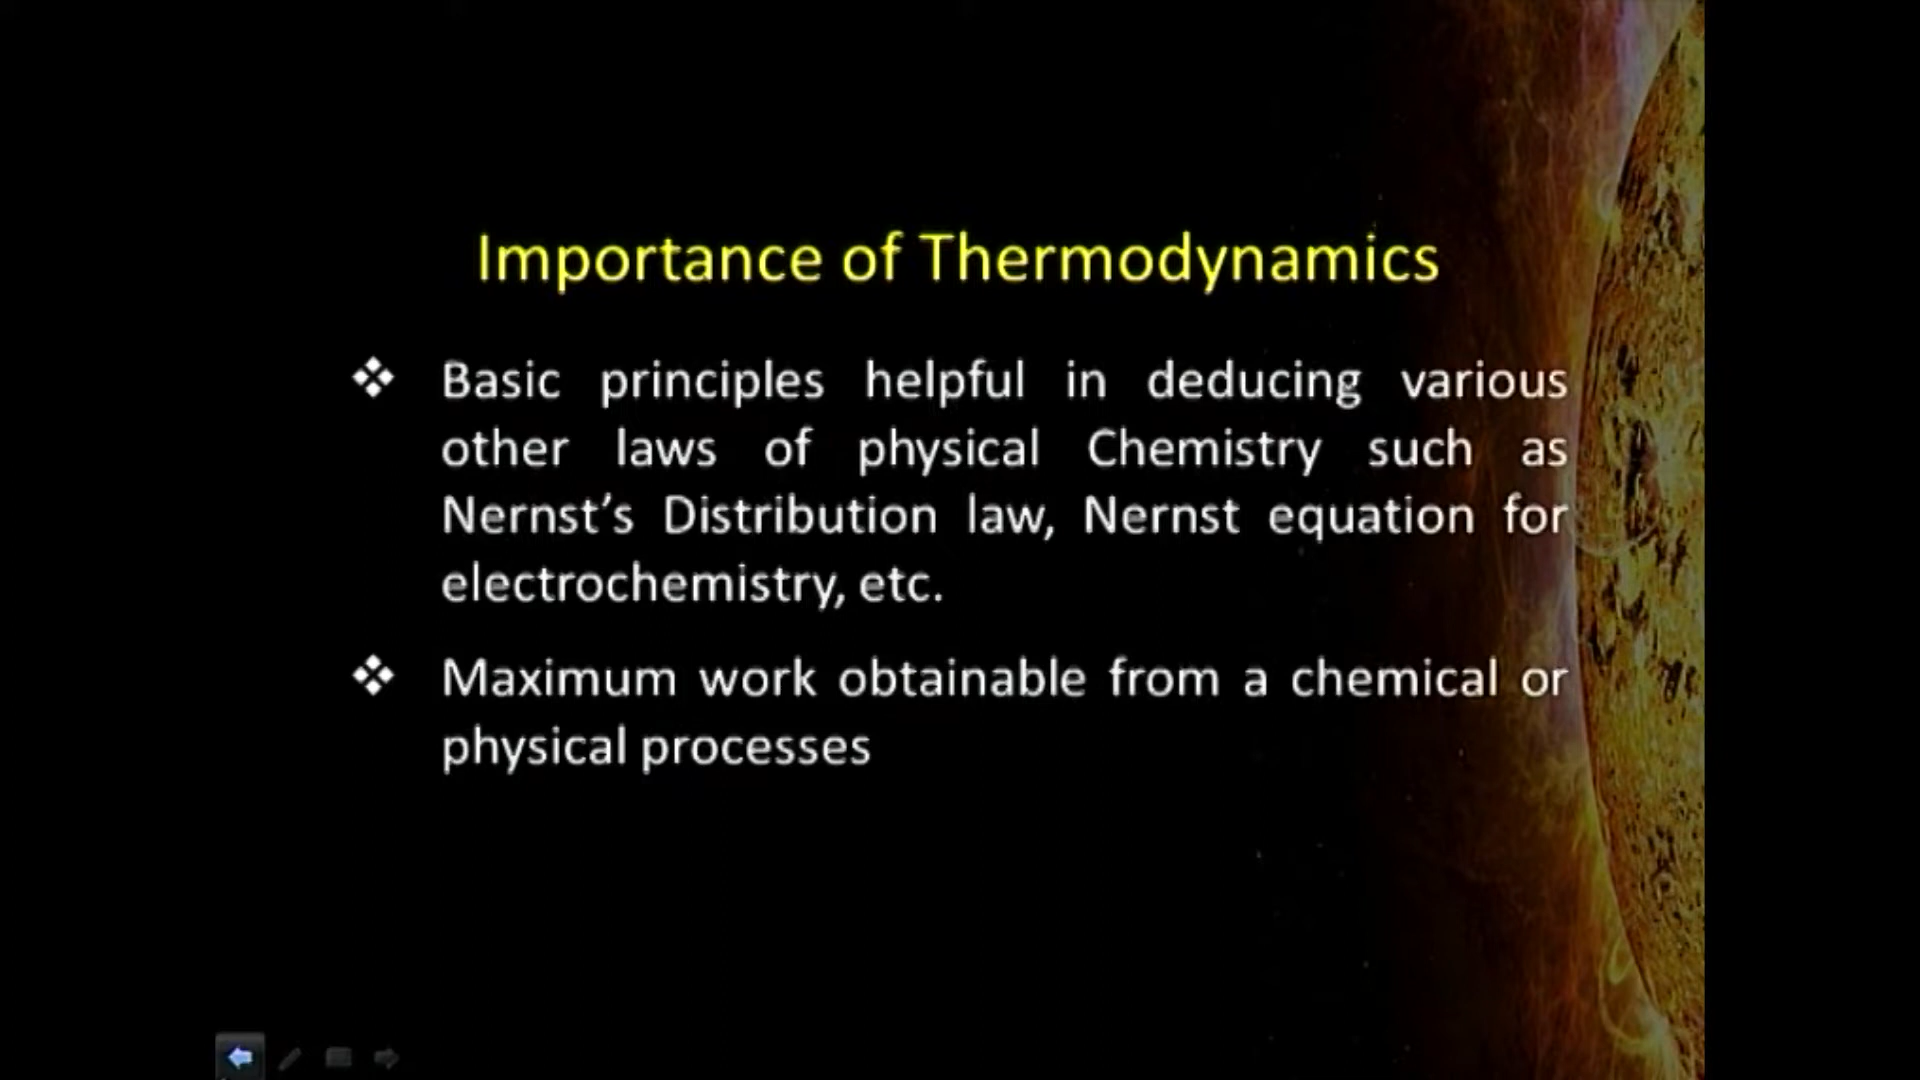 Importance of Thermodynamics
❖ Basic principles helpful in deducing various
other laws of physical Chemistry such as
Nernst’s Distribution law, Nernst equation for
electrochemistry, etc.
❖ Maximum work obtainable from a chemical or
physical processes